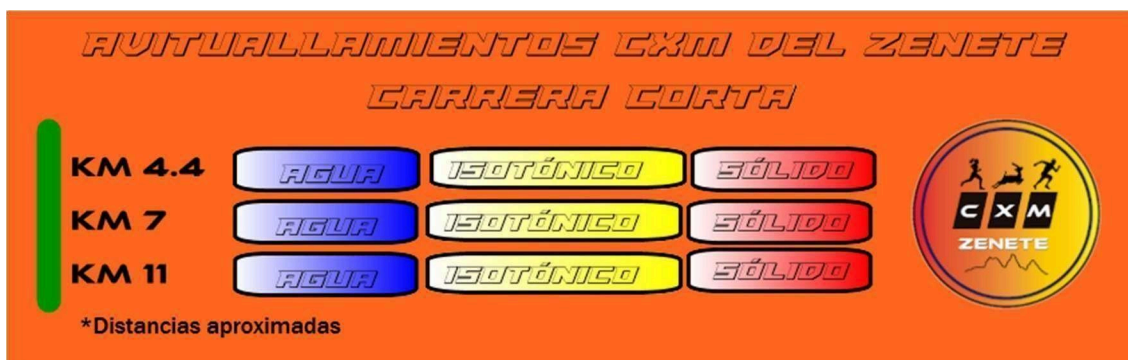 AVITUALLAMIENTOS CXM DEL ZENETE
CARRERA CORTA
KM 4.4 AGUA ISOTÓNICO SÓLIDO
KM 7 AGUA ISOTÓNICO SÓLIDO
KM 11 AGUA ISOTÓNICO SÓLIDO
*Distancias aproximadas
CXM
ZENETE